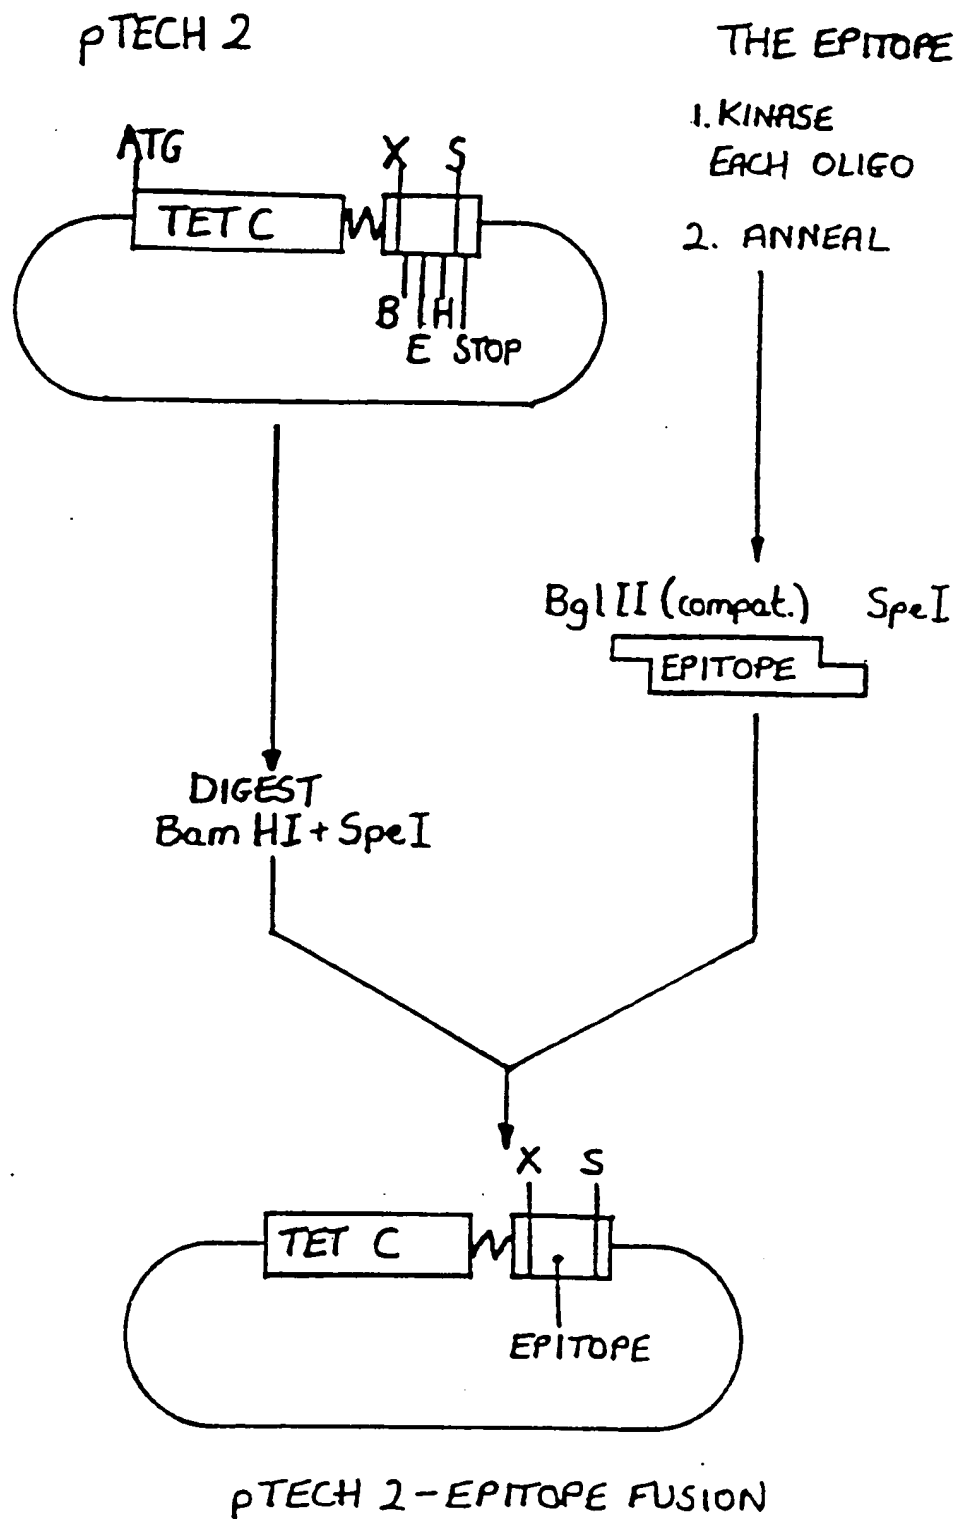 pTECH 2
THE EPITOPE
1. KINASE
EACH OLIGO
2. ANNEAL
ATG
X S
TET C
B H
E STOP
BglII (compat.) SpeI
EPITOPE
DIGEST
Bam HI + SpeI
X S
TET C
EPITOPE
pTECH 2-EPITOPE FUSION